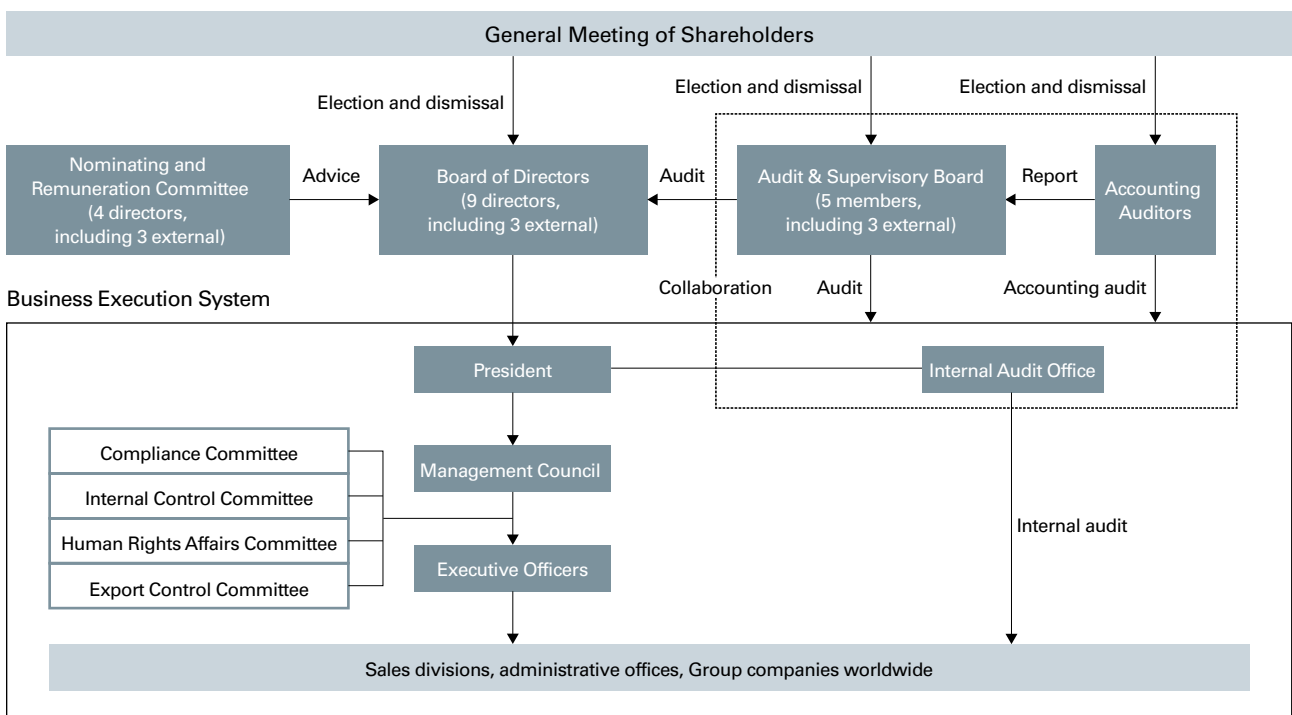 General Meeting of Shareholders
Election and dismissal
Election and dismissal
Election and dismissal
Nominating and
Remuneration Committee
(4 directors,
including 3 external)
Advice
Board of Directors
(9 directors,
including 3 external)
Audit
Audit & Supervisory Board
(5 members,
including 3 external)
Report
Accounting
Auditors
Collaboration
Audit
Accounting audit
Business Execution System
President
Internal Audit Office
Compliance Committee
Internal Control Committee
Human Rights Affairs Committee
Export Control Committee
Management Council
Internal audit
Executive Officers
Sales divisions, administrative offices, Group companies worldwide